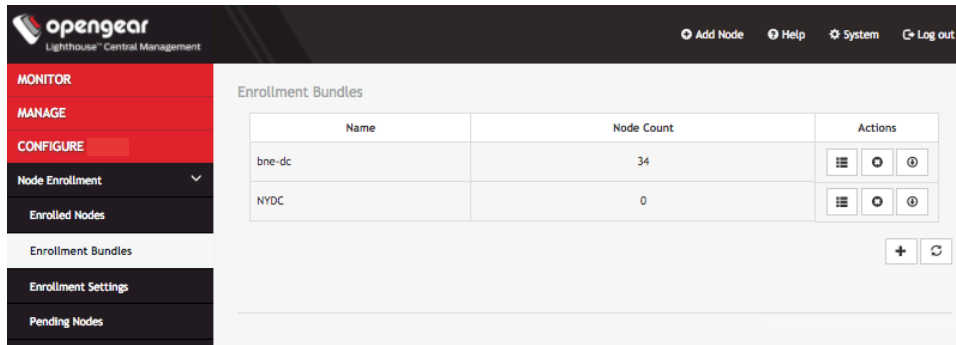 opengear
Lighthouse™ Central Management
Add Node Help System Log out
MONITOR
MANAGE
CONFIGURE
Node Enrollment
Enrolled Nodes
Enrollment Bundles
Enrollment Settings
Pending Nodes
Enrollment Bundles
Name Node Count Actions
bne-dc 34
NYDC 0